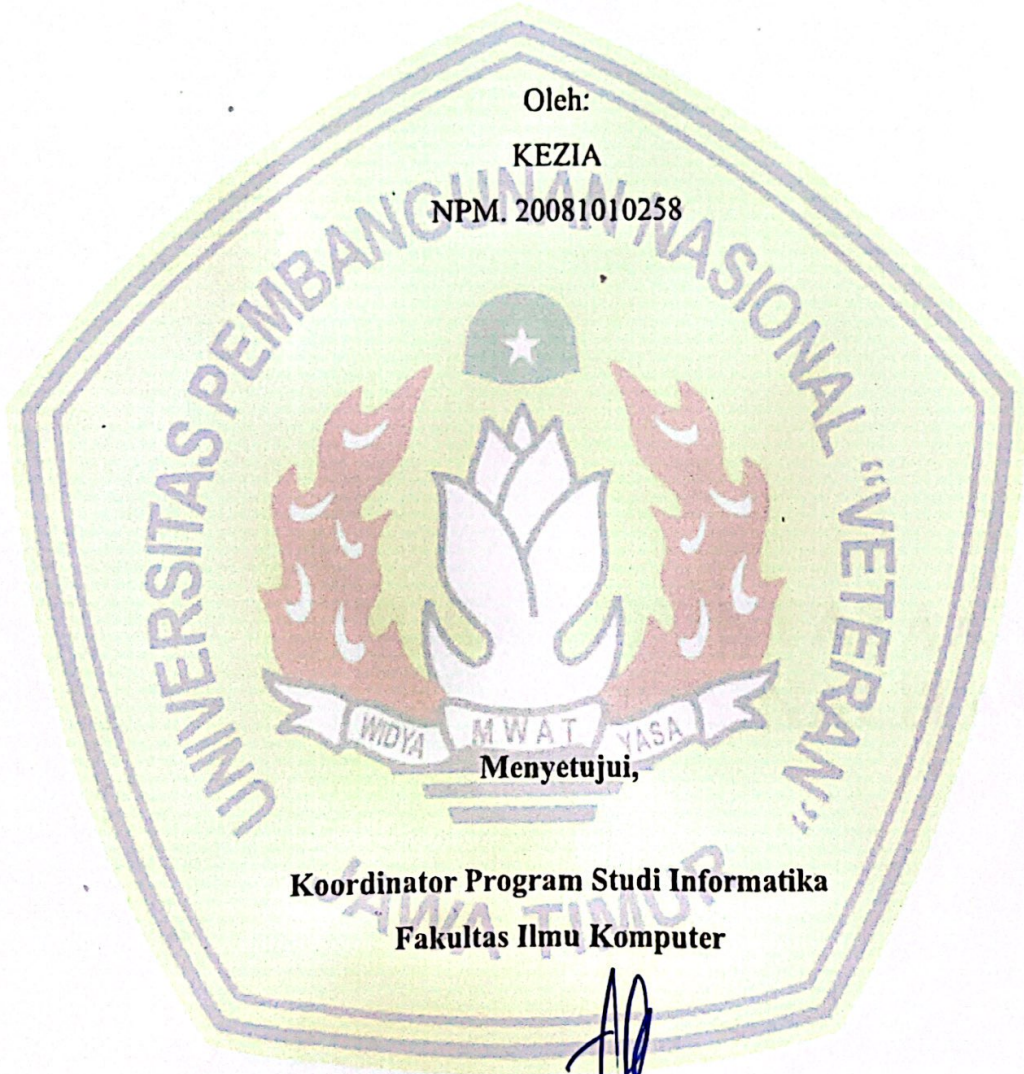 Oleh:
KEZIA
NPM. 20081010258
UNIVERSITAS PEMBANGUNAN NASIONAL "VETERAN"
WIDYA MWAT YASA
Menyetujui,
Koordinator Program Studi Informatika
JAWA TIMUR
Fakultas Ilmu Komputer